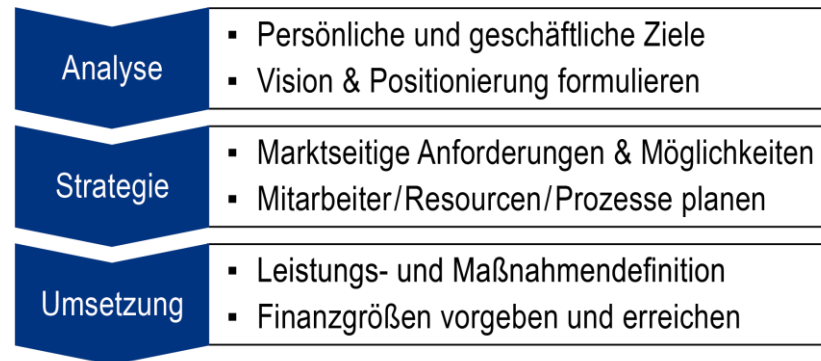 Analyse
▪ Persönliche und geschäftliche Ziele
▪ Vision & Positionierung formulieren
Strategie
▪ Marktseitige Anforderungen & Möglichkeiten
▪ Mitarbeiter/Resourcen/Prozesse planen
Umsetzung
▪ Leistungs- und Maßnahmendefinition
▪ Finanzgrößen vorgeben und erreichen